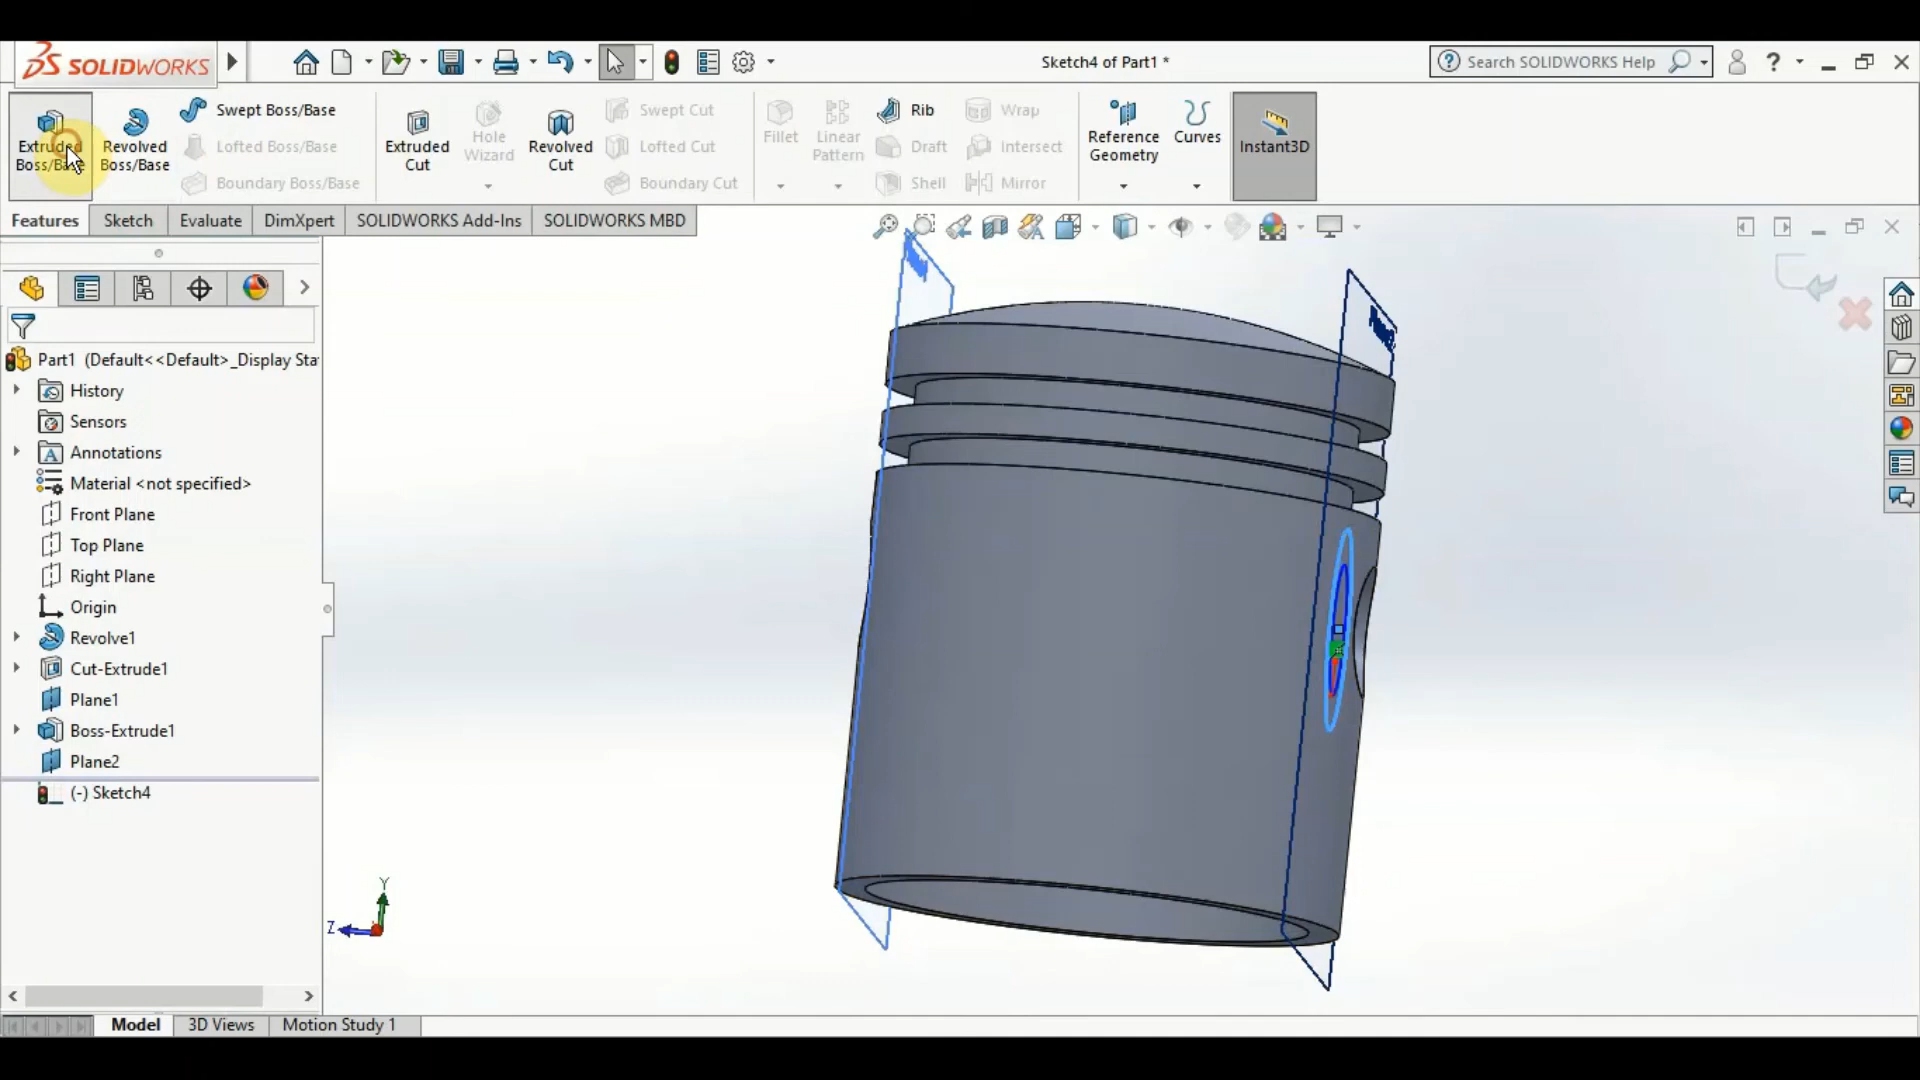 SOLIDWORKS
Sketch4 of Part1 *
Search SOLIDWORKS Help
Extruded Boss/Base
Revolved Boss/Base
Swept Boss/Base
Lofted Boss/Base
Boundary Boss/Base
Extruded Cut
Hole Wizard
Revolved Cut
Swept Cut
Lofted Cut
Boundary Cut
Fillet
Linear Pattern
Rib
Draft
Shell
Wrap
Intersect
Mirror
Reference Geometry
Curves
Instant3D
Features
Sketch
Evaluate
DimXpert
SOLIDWORKS Add-Ins
SOLIDWORKS MBD
Part1 (Default<<Default>_Display Sta
History
Sensors
Annotations
Material <not specified>
Front Plane
Top Plane
Right Plane
Origin
Revolve1
Cut-Extrude1
Plane1
Boss-Extrude1
Plane2
(-) Sketch4
Y
Z
Model
3D Views
Motion Study 1